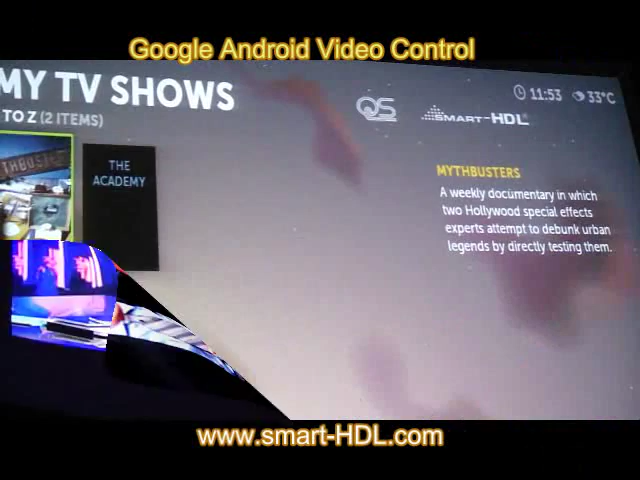 Google Android Video Control
MY TV SHOWS
TO Z (2 ITEMS)
QS
SMART-HDL®
11:53
33°C
THE
ACADEMY
MYTHBUSTERS
A weekly documentary in which
two Hollywood special effects
experts attempt to debunk urban
legends by directly testing them.
www.smart-HDL.com